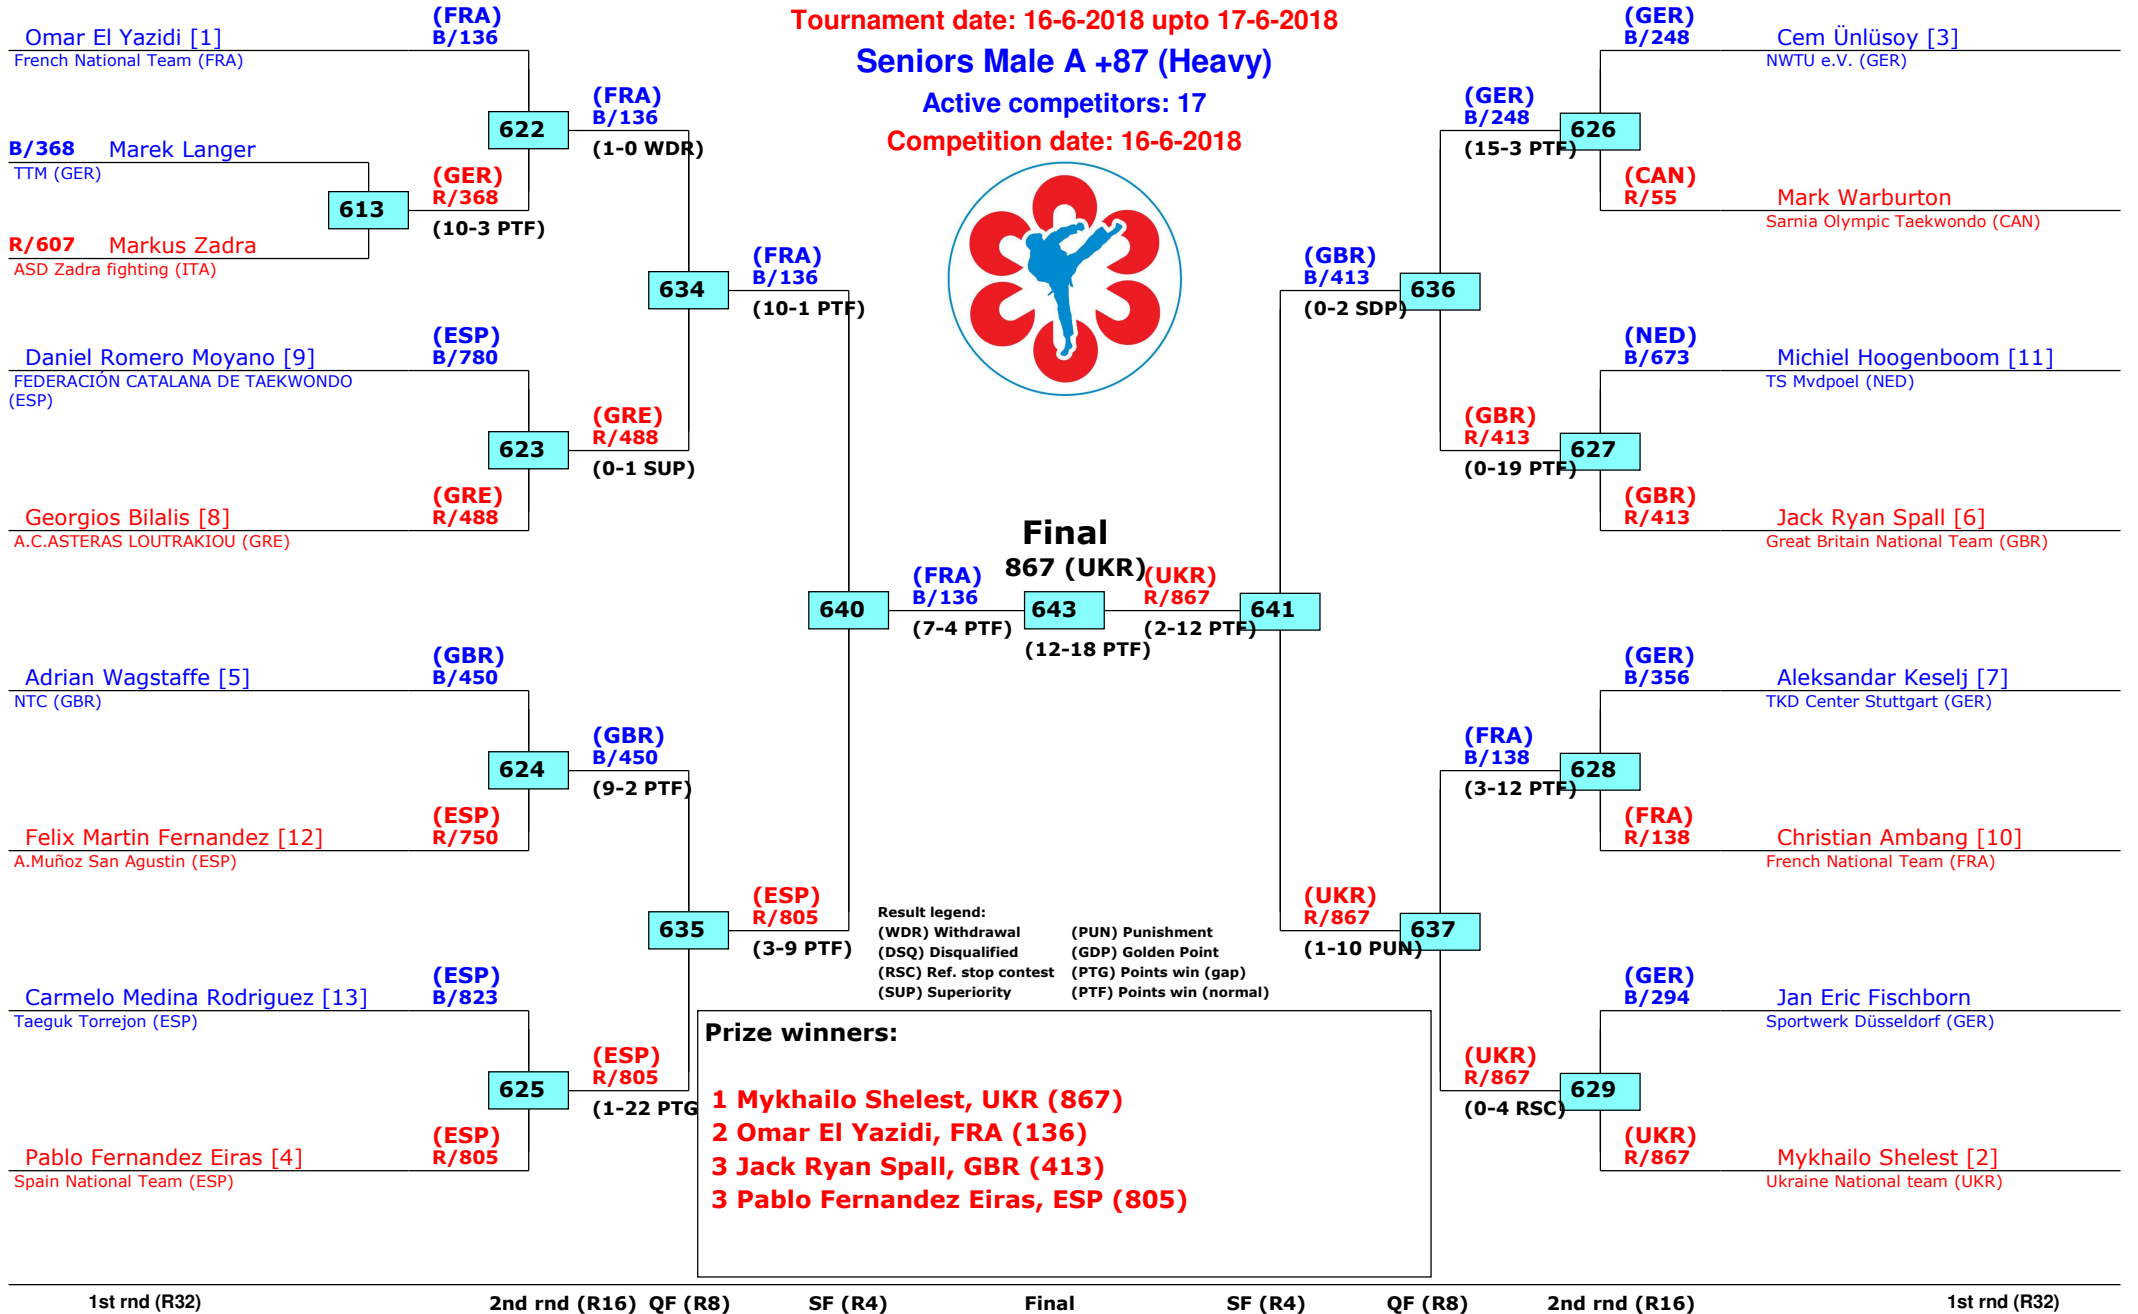 Tournament date: 16-6-2018 upto 17-6-2018
Seniors Male A +87 (Heavy)
Active competitors: 17
Competition date: 16-6-2018
Omar El Yazidi [1]
French National Team (FRA)
(FRA)
B/136
622
(FRA)
B/136
(1-0 WDR)
B/368 Marek Langer
TTM (GER)
613
(GER)
R/368
(10-3 PTF)
R/607 Markus Zadra
ASD Zadra fighting (ITA)
634
(FRA)
B/136
(10-1 PTF)
Daniel Romero Moyano [9]
FEDERACIÓN CATALANA DE TAEKWONDO
(ESP)
(ESP)
B/780
623
(GRE)
R/488
(0-1 SUP)
Georgios Bilalis [8]
A.C.ASTERAS LOUTRAKIOU (GRE)
(GRE)
R/488
640
(FRA)
B/136
(7-4 PTF)
Adrian Wagstaffe [5]
NTC (GBR)
(GBR)
B/450
624
(GBR)
B/450
(9-2 PTF)
Felix Martin Fernandez [12]
A.Muñoz San Agustin (ESP)
(ESP)
R/750
635
(ESP)
R/805
(3-9 PTF)
Carmelo Medina Rodriguez [13]
Taeguk Torrejon (ESP)
(ESP)
B/823
625
(ESP)
R/805
(1-22 PTG
Pablo Fernandez Eiras [4]
Spain National Team (ESP)
(ESP)
R/805
Final
867 (UKR)
643
(12-18 PTF)
(UKR)
R/867
(2-12 PTF)
641
(GER)
B/248
Cem Ünlüsoy [3]
NWTU e.V. (GER)
(GER)
B/248
(15-3 PTF)
626
(CAN)
R/55
Mark Warburton
Sarnia Olympic Taekwondo (CAN)
(GBR)
B/413
(0-2 SDP)
636
(NED)
B/673
Michiel Hoogenboom [11]
TS Mvdpoel (NED)
(GBR)
R/413
(0-19 PTF)
627
(GBR)
R/413
Jack Ryan Spall [6]
Great Britain National Team (GBR)
(GER)
B/356
Aleksandar Keselj [7]
TKD Center Stuttgart (GER)
(FRA)
B/138
(3-12 PTF)
628
(FRA)
R/138
Christian Ambang [10]
French National Team (FRA)
(UKR)
R/867
(1-10 PUN)
637
(GER)
B/294
Jan Eric Fischborn
Sportwerk Düsseldorf (GER)
(UKR)
R/867
(0-4 RSC)
629
(UKR)
R/867
Mykhailo Shelest [2]
Ukraine National team (UKR)
Result legend:
(WDR) Withdrawal (PUN) Punishment
(DSQ) Disqualified (GDP) Golden Point
(RSC) Ref. stop contest (PTG) Points win (gap)
(SUP) Superiority (PTF) Points win (normal)
Prize winners:
1 Mykhailo Shelest, UKR (867)
2 Omar El Yazidi, FRA (136)
3 Jack Ryan Spall, GBR (413)
3 Pablo Fernandez Eiras, ESP (805)
1st rnd (R32) 2nd rnd (R16) QF (R8) SF (R4) Final SF (R4) QF (R8) 2nd rnd (R16) 1st rnd (R32)